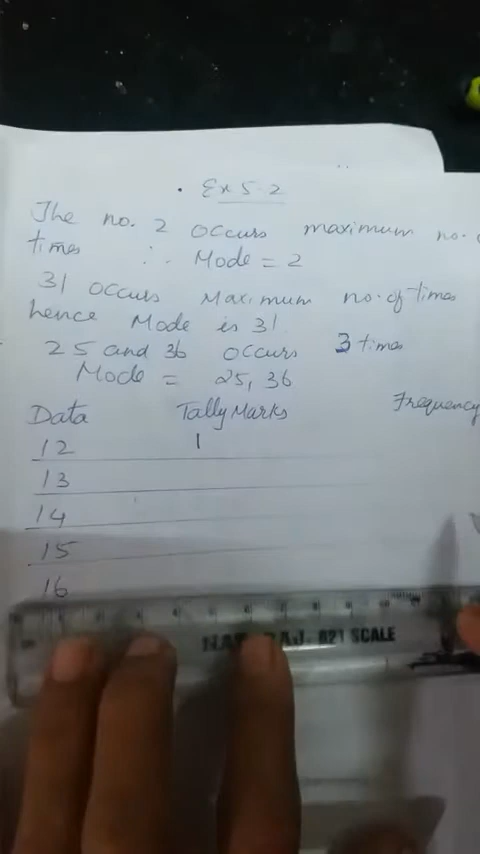 Ex 5.2
The no. 2 occurs maximum no. of
times ∴ Mode = 2
31 occurs Maximum no. of times
hence Mode is 31
25 and 36 occurs 3 times
Mode = 25, 36
Data Tally Marks Frequency
12 |
13
14
15
16
821 SCALE